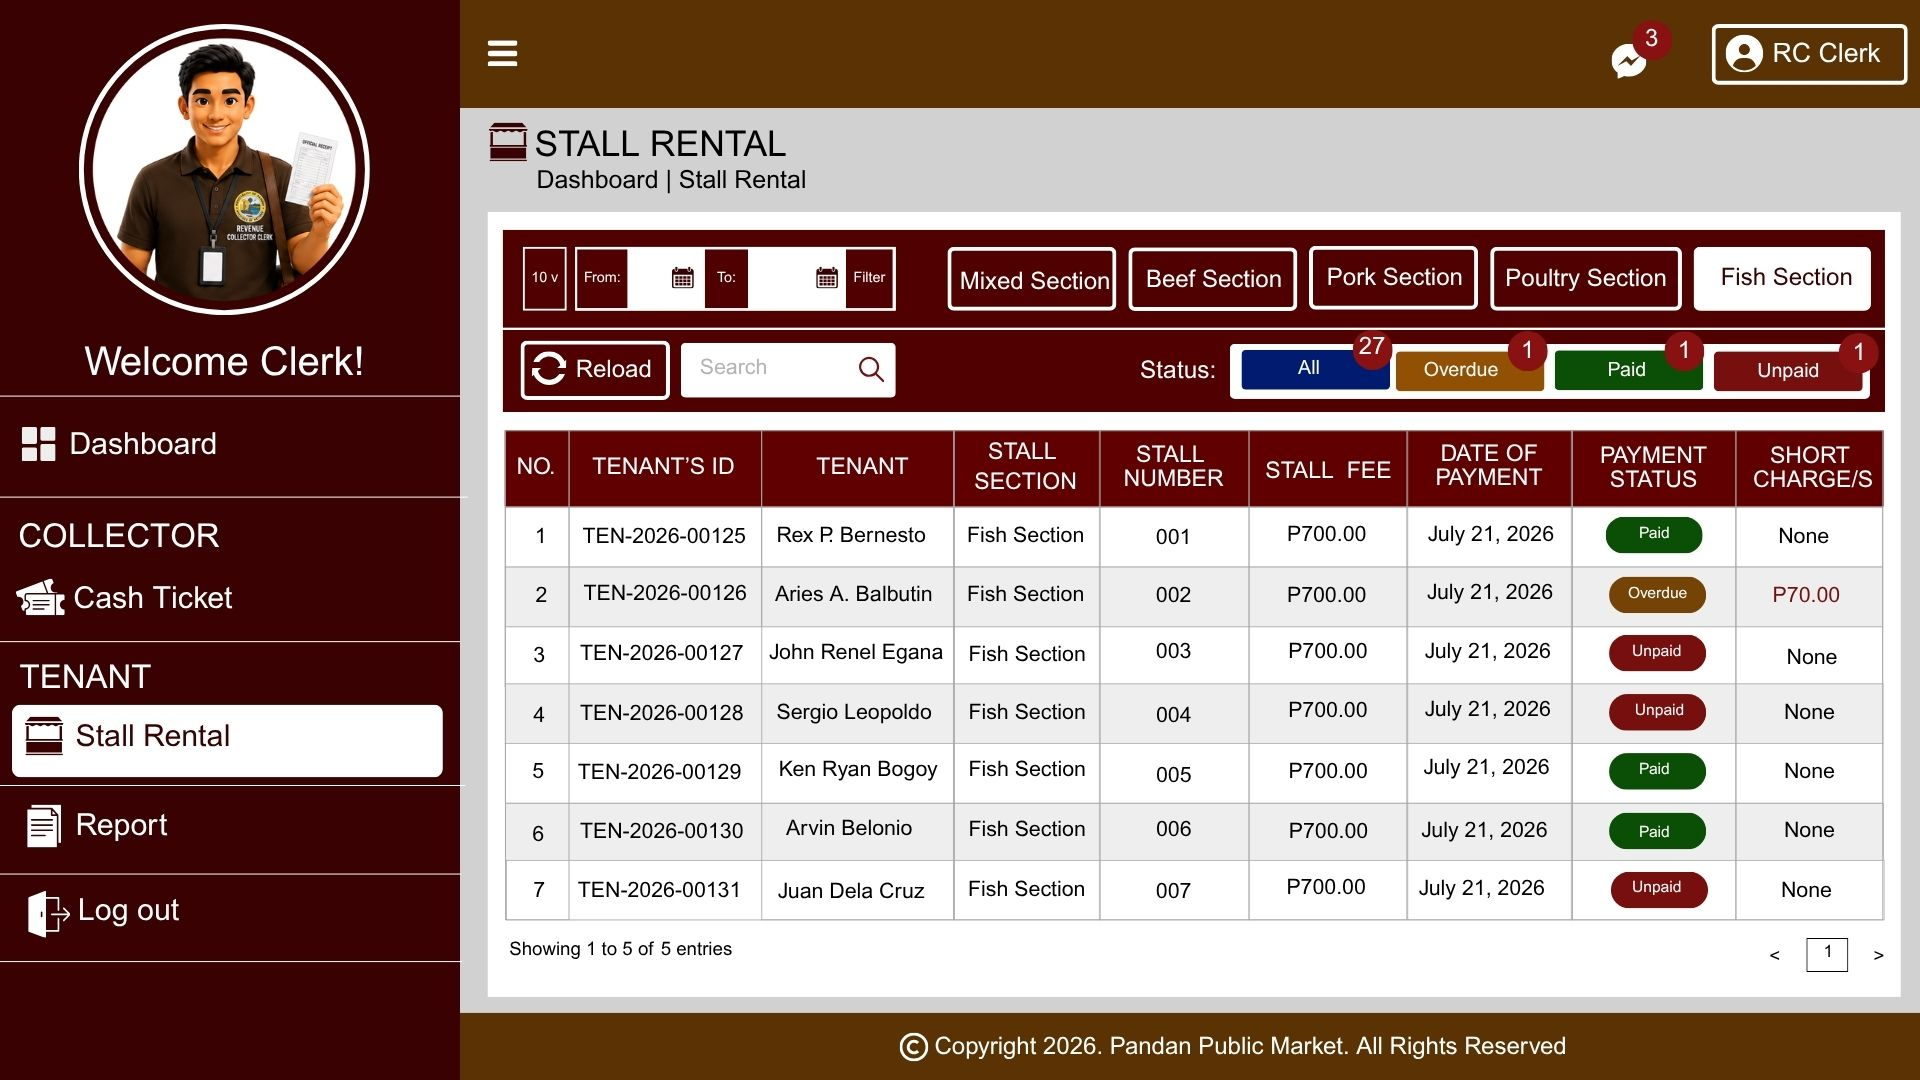 OFFICIAL RECEIPT
REVENUE
COLLECTOR CLERK
Welcome Clerk!
Dashboard
COLLECTOR
Cash Ticket
TENANT
Stall Rental
Report
Log out
3
RC Clerk
STALL RENTAL
Dashboard | Stall Rental
10 v From: To: Filter Mixed Section Beef Section Pork Section Poultry Section Fish Section
Reload Search Status: All 27 Overdue 1 Paid 1 Unpaid 1
NO. TENANT'S ID TENANT STALL SECTION STALL NUMBER STALL FEE DATE OF PAYMENT PAYMENT STATUS SHORT CHARGE/S
1 TEN-2026-00125 Rex P. Bernesto Fish Section 001 P700.00 July 21, 2026 Paid None
2 TEN-2026-00126 Aries A. Balbutin Fish Section 002 P700.00 July 21, 2026 Overdue P70.00
3 TEN-2026-00127 John Renel Egana Fish Section 003 P700.00 July 21, 2026 Unpaid None
4 TEN-2026-00128 Sergio Leopoldo Fish Section 004 P700.00 July 21, 2026 Unpaid None
5 TEN-2026-00129 Ken Ryan Bogoy Fish Section 005 P700.00 July 21, 2026 Paid None
6 TEN-2026-00130 Arvin Belonio Fish Section 006 P700.00 July 21, 2026 Paid None
7 TEN-2026-00131 Juan Dela Cruz Fish Section 007 P700.00 July 21, 2026 Unpaid None
Showing 1 to 5 of 5 entries
< 1 >
© Copyright 2026. Pandan Public Market. All Rights Reserved